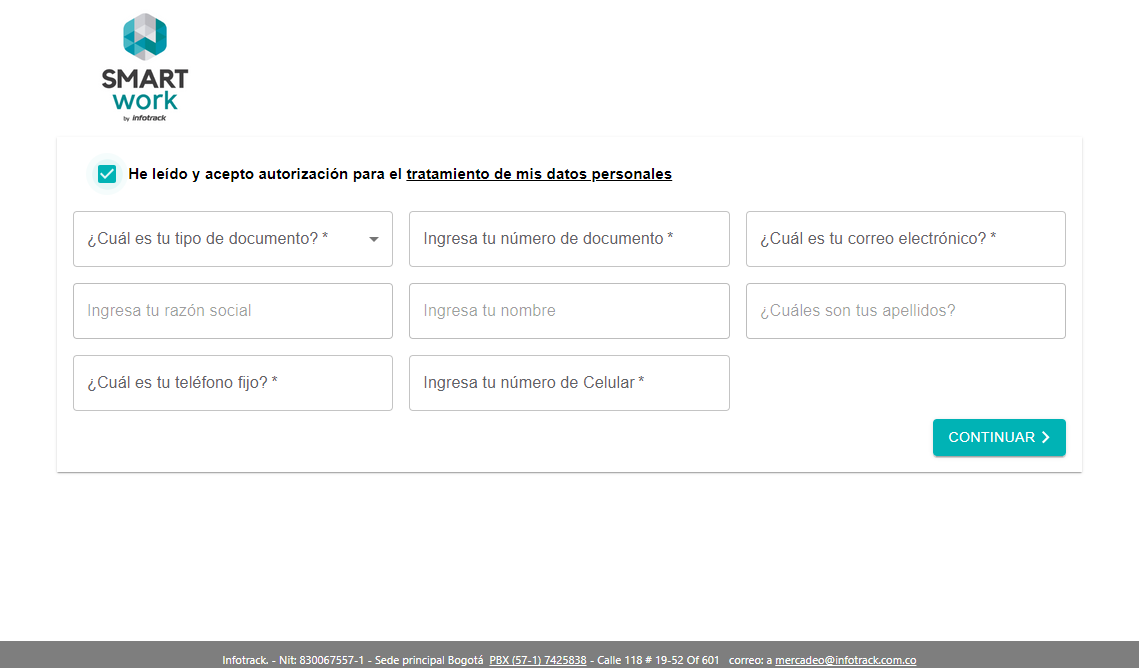 SMART
work
by infotrack
He leído y acepto autorización para el tratamiento de mis datos personales
¿Cuál es tu tipo de documento? *
Ingresa tu número de documento *
¿Cuál es tu correo electrónico? *
Ingresa tu razón social
Ingresa tu nombre
¿Cuáles son tus apellidos?
¿Cuál es tu teléfono fijo? *
Ingresa tu número de Celular *
CONTINUAR
Infotrack. - Nit: 830067557-1 - Sede principal Bogotá PBX (57-1) 7425838 - Calle 118 # 19-52 Of 601 correo: a mercadeo@infotrack.com.co